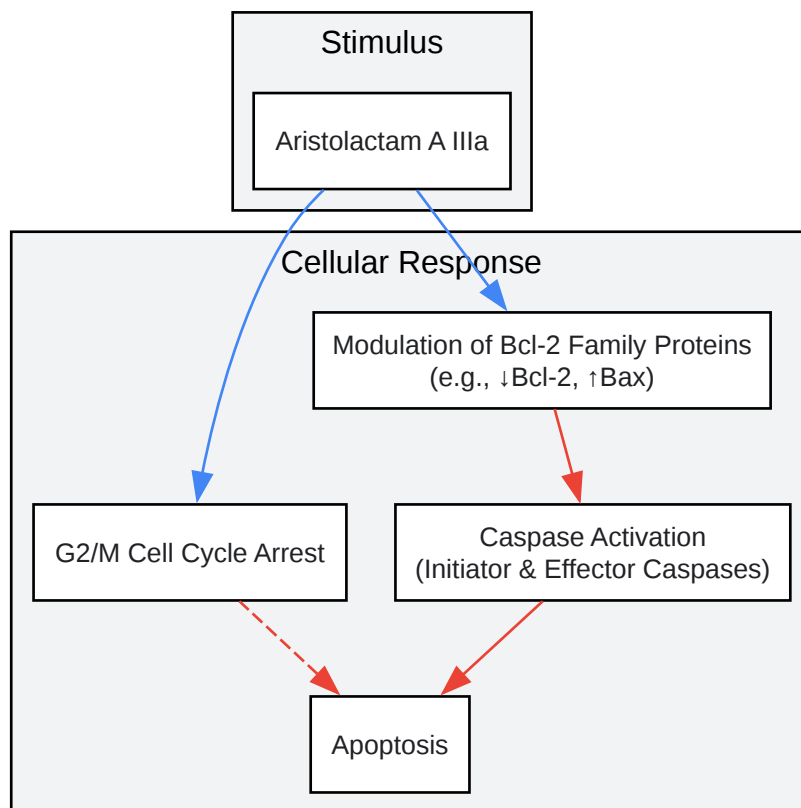 Stimulus
Aristolactam A IIIa
Cellular Response
Modulation of Bcl-2 Family Proteins
(e.g., ↓Bcl-2, ↑Bax)
G2/M Cell Cycle Arrest
Caspase Activation
(Initiator & Effector Caspases)
Apoptosis